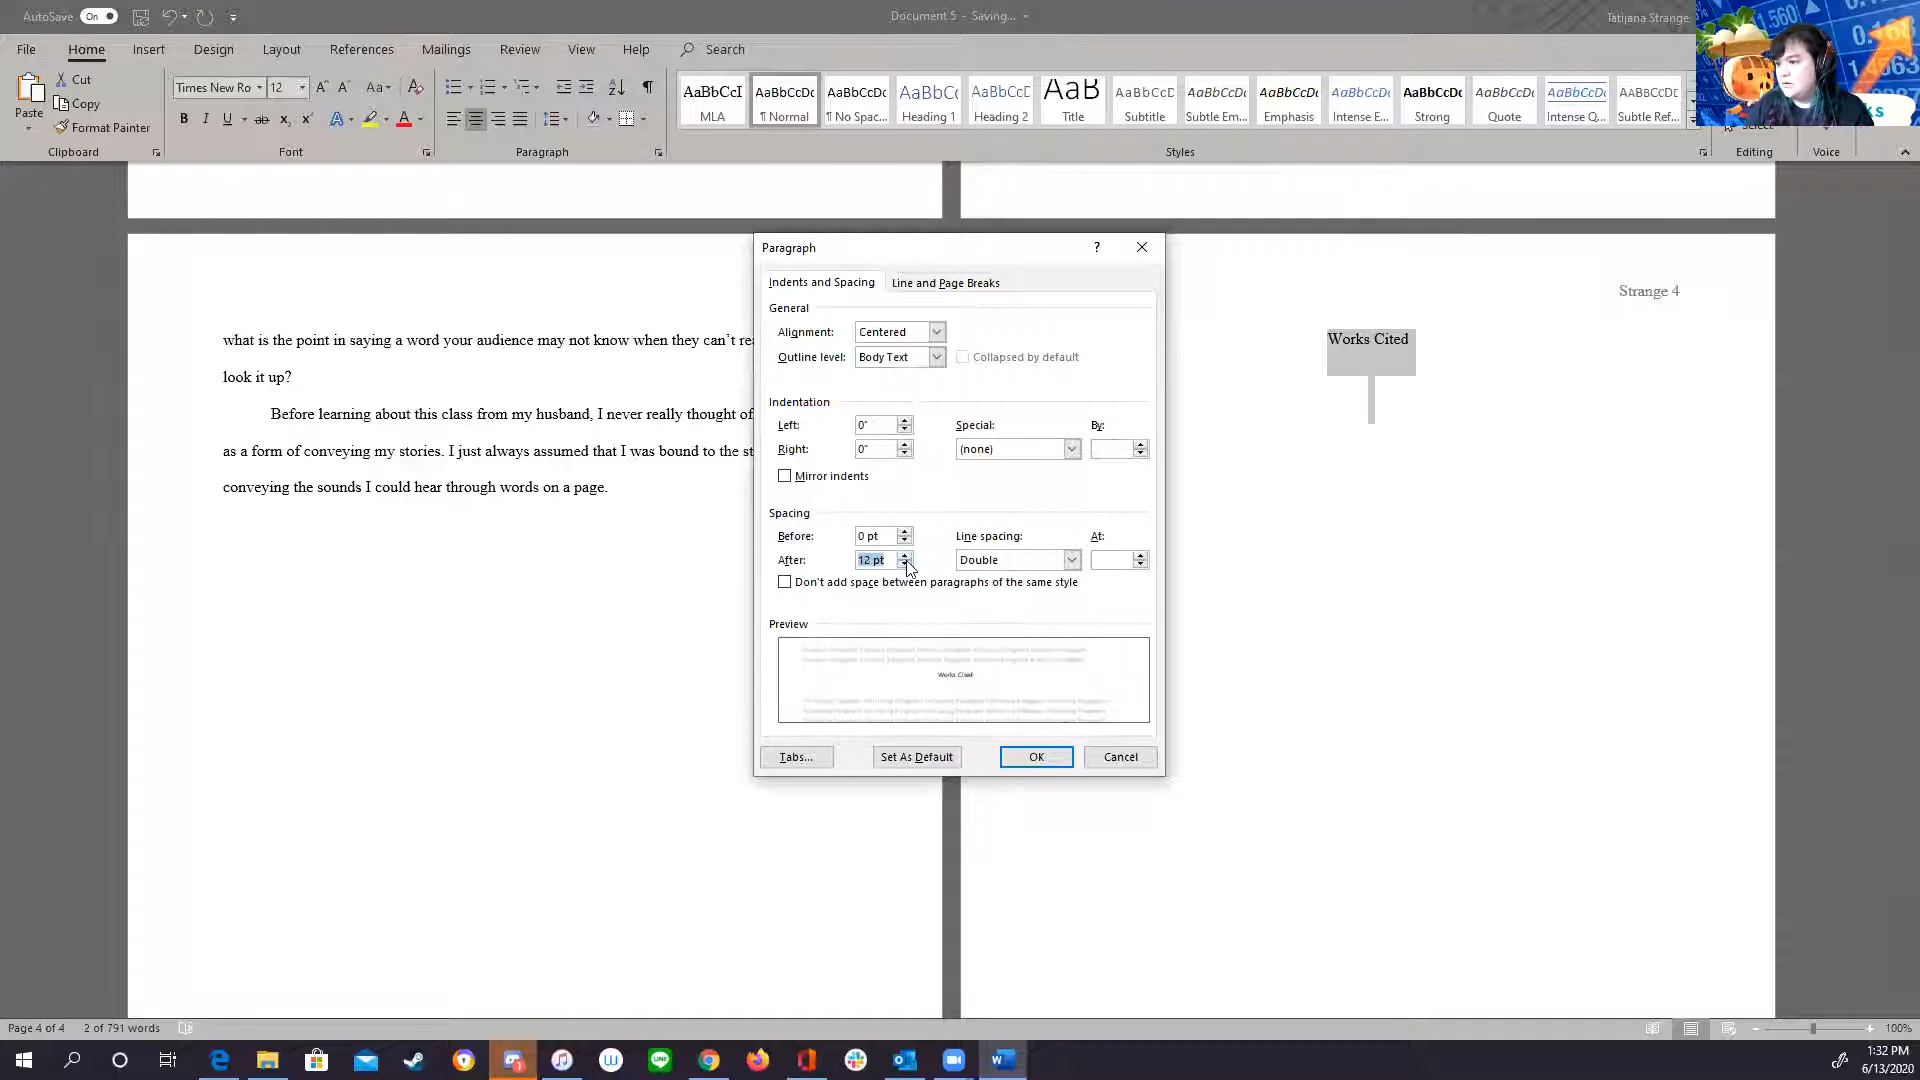 AutoSave On
Document 5 - Saving...
Tatijana Strange
File Home Insert Design Layout References Mailings Review View Help Search
Paste
Cut
Copy
Format Painter
Clipboard
Times New Ro 12
Aa
Font
Paragraph
AaBbCcI AaBbCcDc AaBbCcDc AaBbCc AaBbCcD AaB AaBbCcD AaBbCcDc AaBbCcDc AaBbCcDc AaBbCcDc AaBbCcDc AaBbCcDc AABBCCDE
MLA ¶ Normal ¶ No Spac... Heading 1 Heading 2 Title Subtitle Subtle Em... Emphasis Intense E... Strong Quote Intense Q... Subtle Ref...
Styles
Editing
Voice
Strange 4
what is the point in saying a word your audience may not know when they can't
look it up?
Before learning about this class from my husband, I never really thought of
as a form of conveying my stories. I just always assumed that I was bound to the
conveying the sounds I could hear through words on a page.
Works Cited
Paragraph
?
Indents and Spacing
Line and Page Breaks
General
Alignment: Centered
Outline level: Body Text Collapsed by default
Indentation
Left: 0" Special: By:
Right: 0" (none)
Mirror indents
Spacing
Before: 0 pt Line spacing: At:
After: 12 pt Double
Don't add space between paragraphs of the same style
Preview
Works Cited
Tabs... Set As Default OK Cancel
Page 4 of 4 2 of 791 words
100%
1:32 PM
6/13/2020